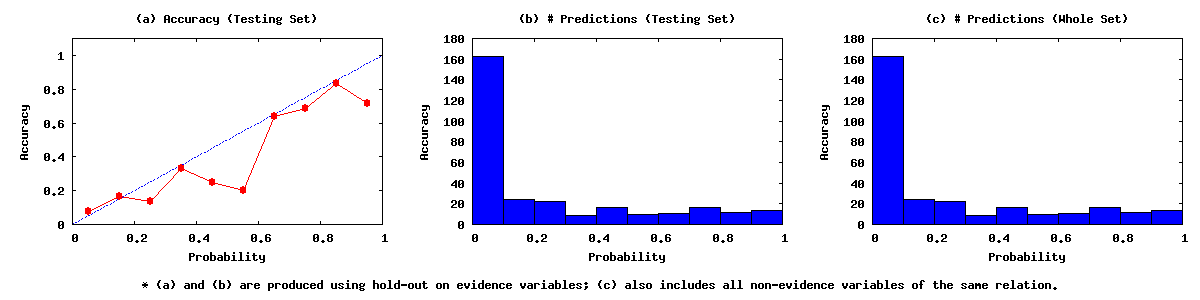 (a) Accuracy (Testing Set)
1
0.8
0.6
0.4
0.2
0
Accuracy
0 0.2 0.4 0.6 0.8 1
Probability
(b) # Predictions (Testing Set)
180
160
140
120
100
80
60
40
20
0
Accuracy
0 0.2 0.4 0.6 0.8 1
Probability
(c) # Predictions (Whole Set)
180
160
140
120
100
80
60
40
20
0
Accuracy
0 0.2 0.4 0.6 0.8 1
Probability
* (a) and (b) are produced using hold-out on evidence variables; (c) also includes all non-evidence variables of the same relation.